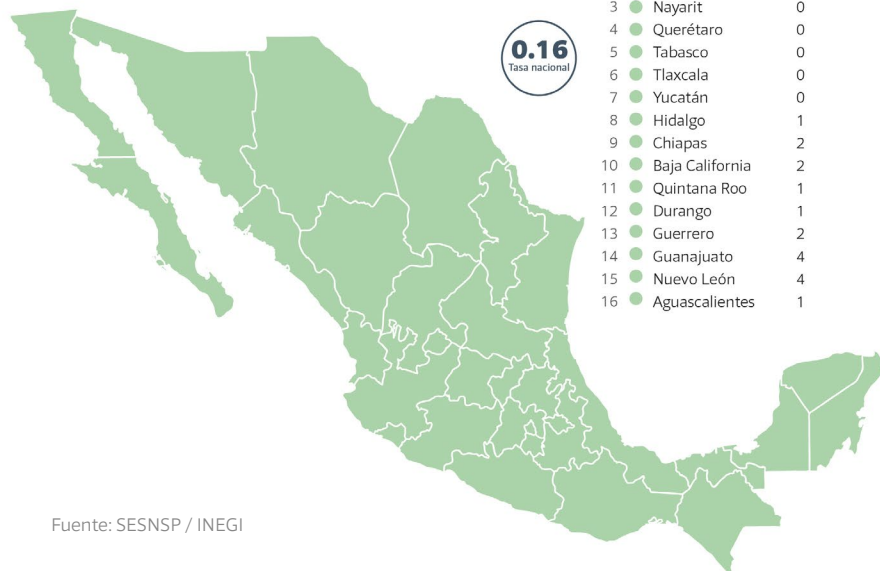 0.16
Tasa nacional
3 Nayarit 0
4 Querétaro 0
5 Tabasco 0
6 Tlaxcala 0
7 Yucatán 0
8 Hidalgo 1
9 Chiapas 2
10 Baja California 2
11 Quintana Roo 1
12 Durango 1
13 Guerrero 2
14 Guanajuato 4
15 Nuevo León 4
16 Aguascalientes 1
Fuente: SESNSP / INEGI